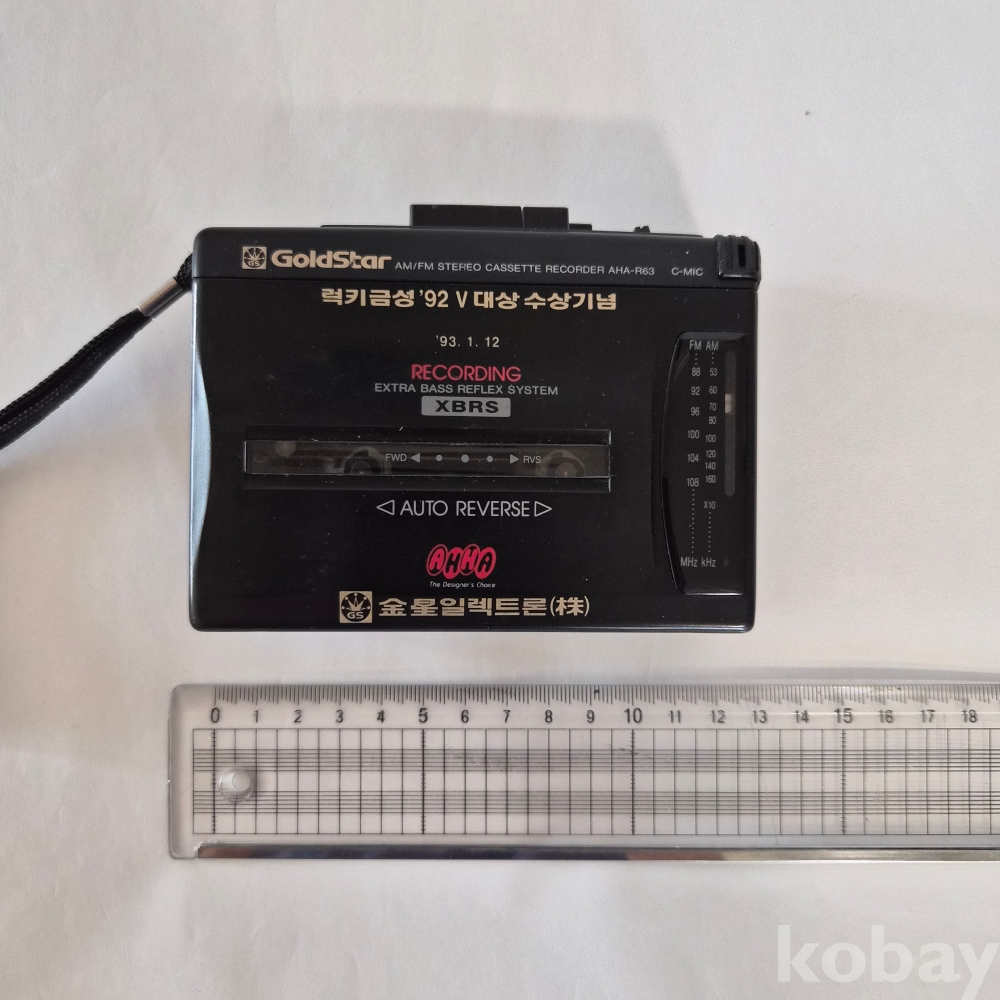 GS GoldStar AM/FM STEREO CASSETTE RECORDER AHA-R63 C-MIC
럭키금성 '92 V 대상 수상기념
'93. 1. 12
RECORDING
EXTRA BASS REFLEX SYSTEM
XBRS
FWD RVS
AUTO REVERSE
AHHA
The Designer's Choice
GS 金星일렉트론(株)
FM AM
88 53
92 60
96 70
80
100 100
104 120
140
108 160
X10
MHz kHz
0 1 2 3 4 5 6 7 8 9 10 11 12 13 14 15 16 17 18
kobay